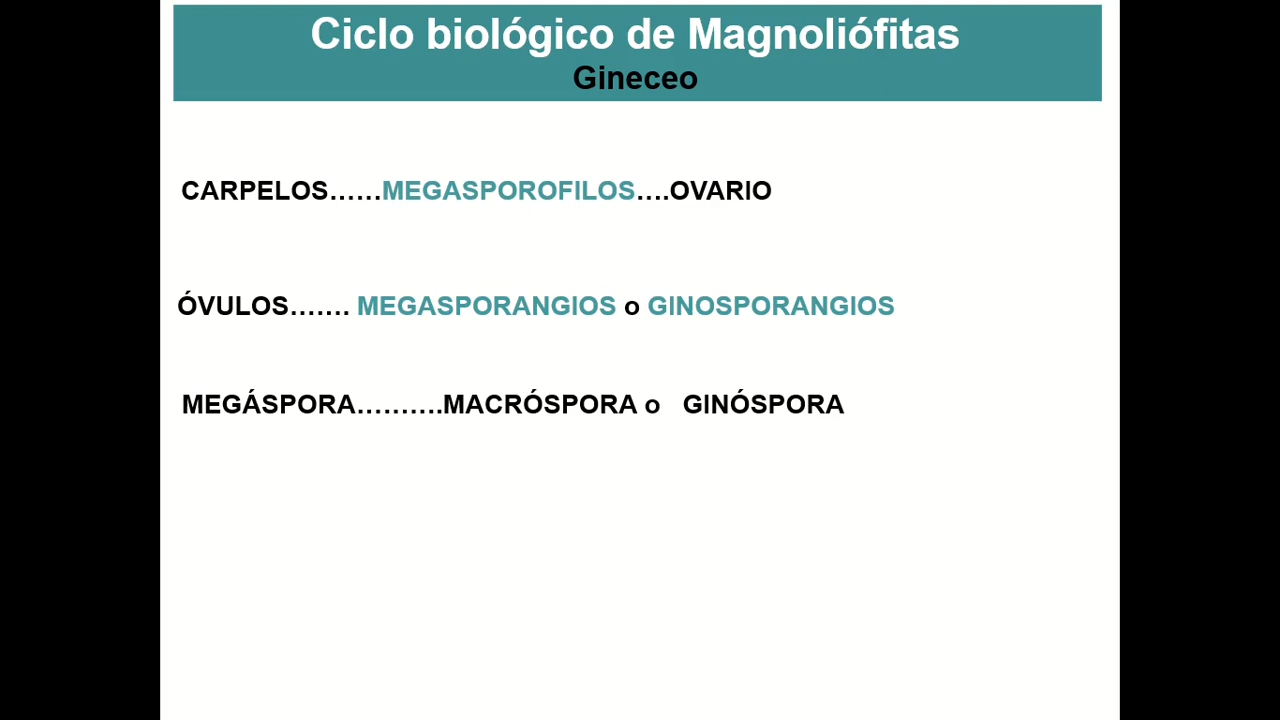 Ciclo biológico de Magnoliófitas
Gineceo
CARPELOS……MEGASPOROFILOS….OVARIO
ÓVULOS……. MEGASPORANGIOS o GINOSPORANGIOS
MEGÁSPORA……….MACRÓSPORA o GINÓSPORA